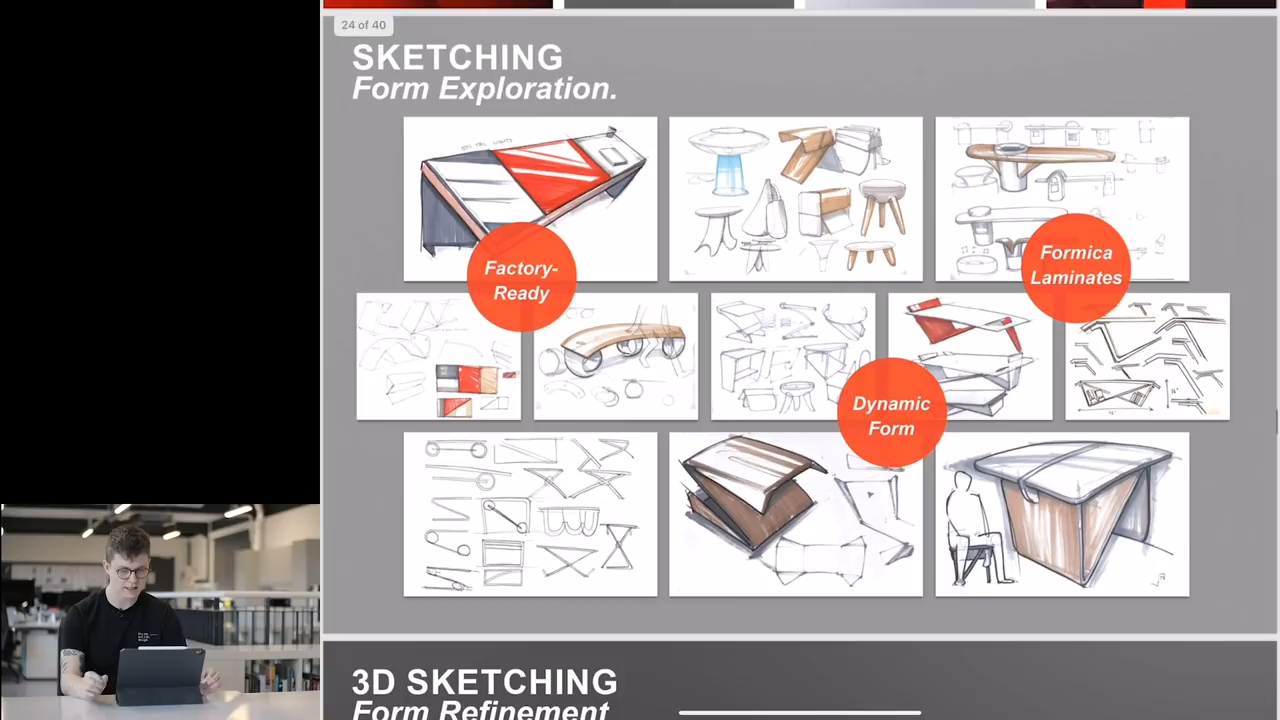 24 of 40
SKETCHING
Form Exploration.
Factory-
Ready
Formica
Laminates
Dynamic
Form
3D SKETCHING
Form Refinement